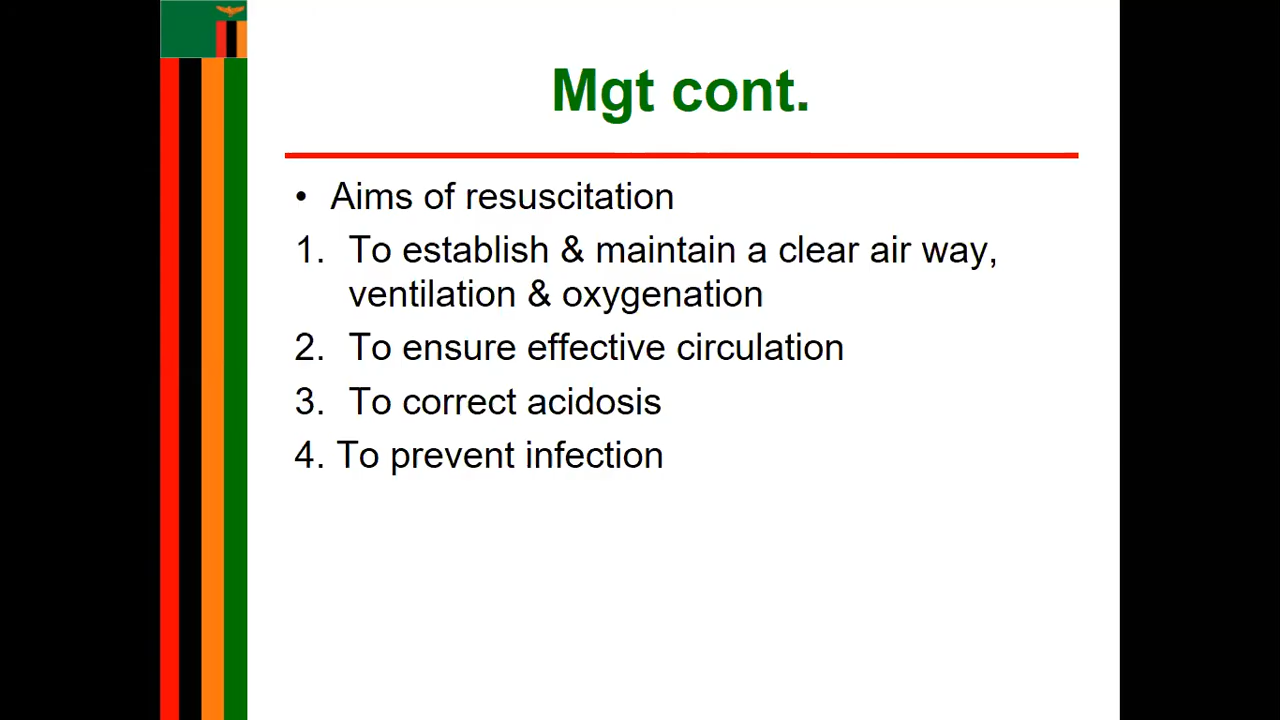 Mgt cont.
• Aims of resuscitation
1. To establish & maintain a clear air way,
ventilation & oxygenation
2. To ensure effective circulation
3. To correct acidosis
4. To prevent infection